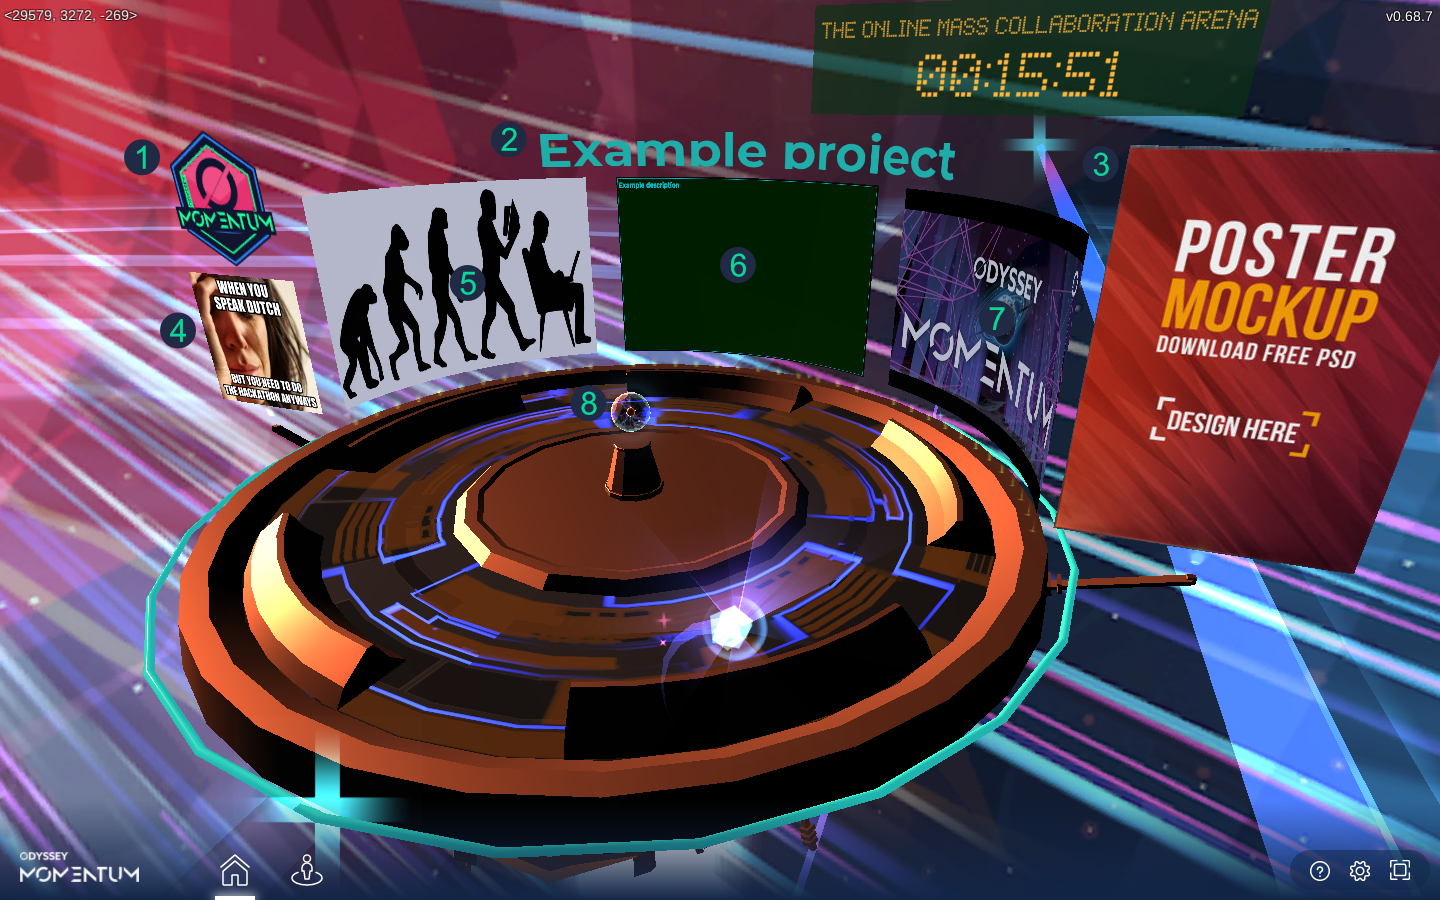 <29579, 3272, -269>
v0.68.7
THE ONLINE MASS COLLABORATION ARENA
00:15:51
1
2
Example project
3
MOMENTUM
Example description
POSTER
MOCKUP
DOWNLOAD FREE PSD
DESIGN HERE
4
WHEN YOU
SPEAK DUTCH
BUT YOU NEED TO DO
THE HACKATHON ANYWAYS
5
6
ODYSSEY
7
MOMENTUM
8
ODYSSEY
MOMENTUM
?